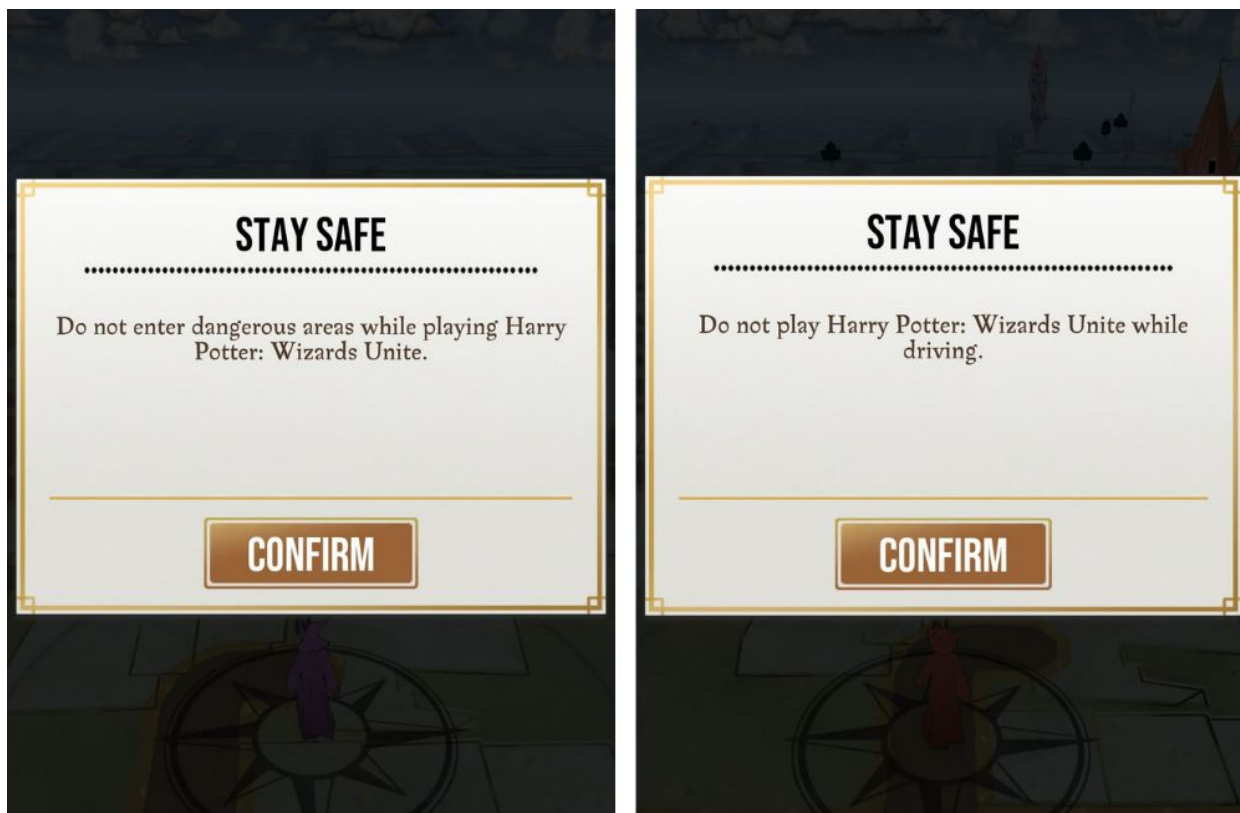 STAY SAFE
Do not enter dangerous areas while playing Harry
Potter: Wizards Unite.
CONFIRM
STAY SAFE
Do not play Harry Potter: Wizards Unite while
driving.
CONFIRM